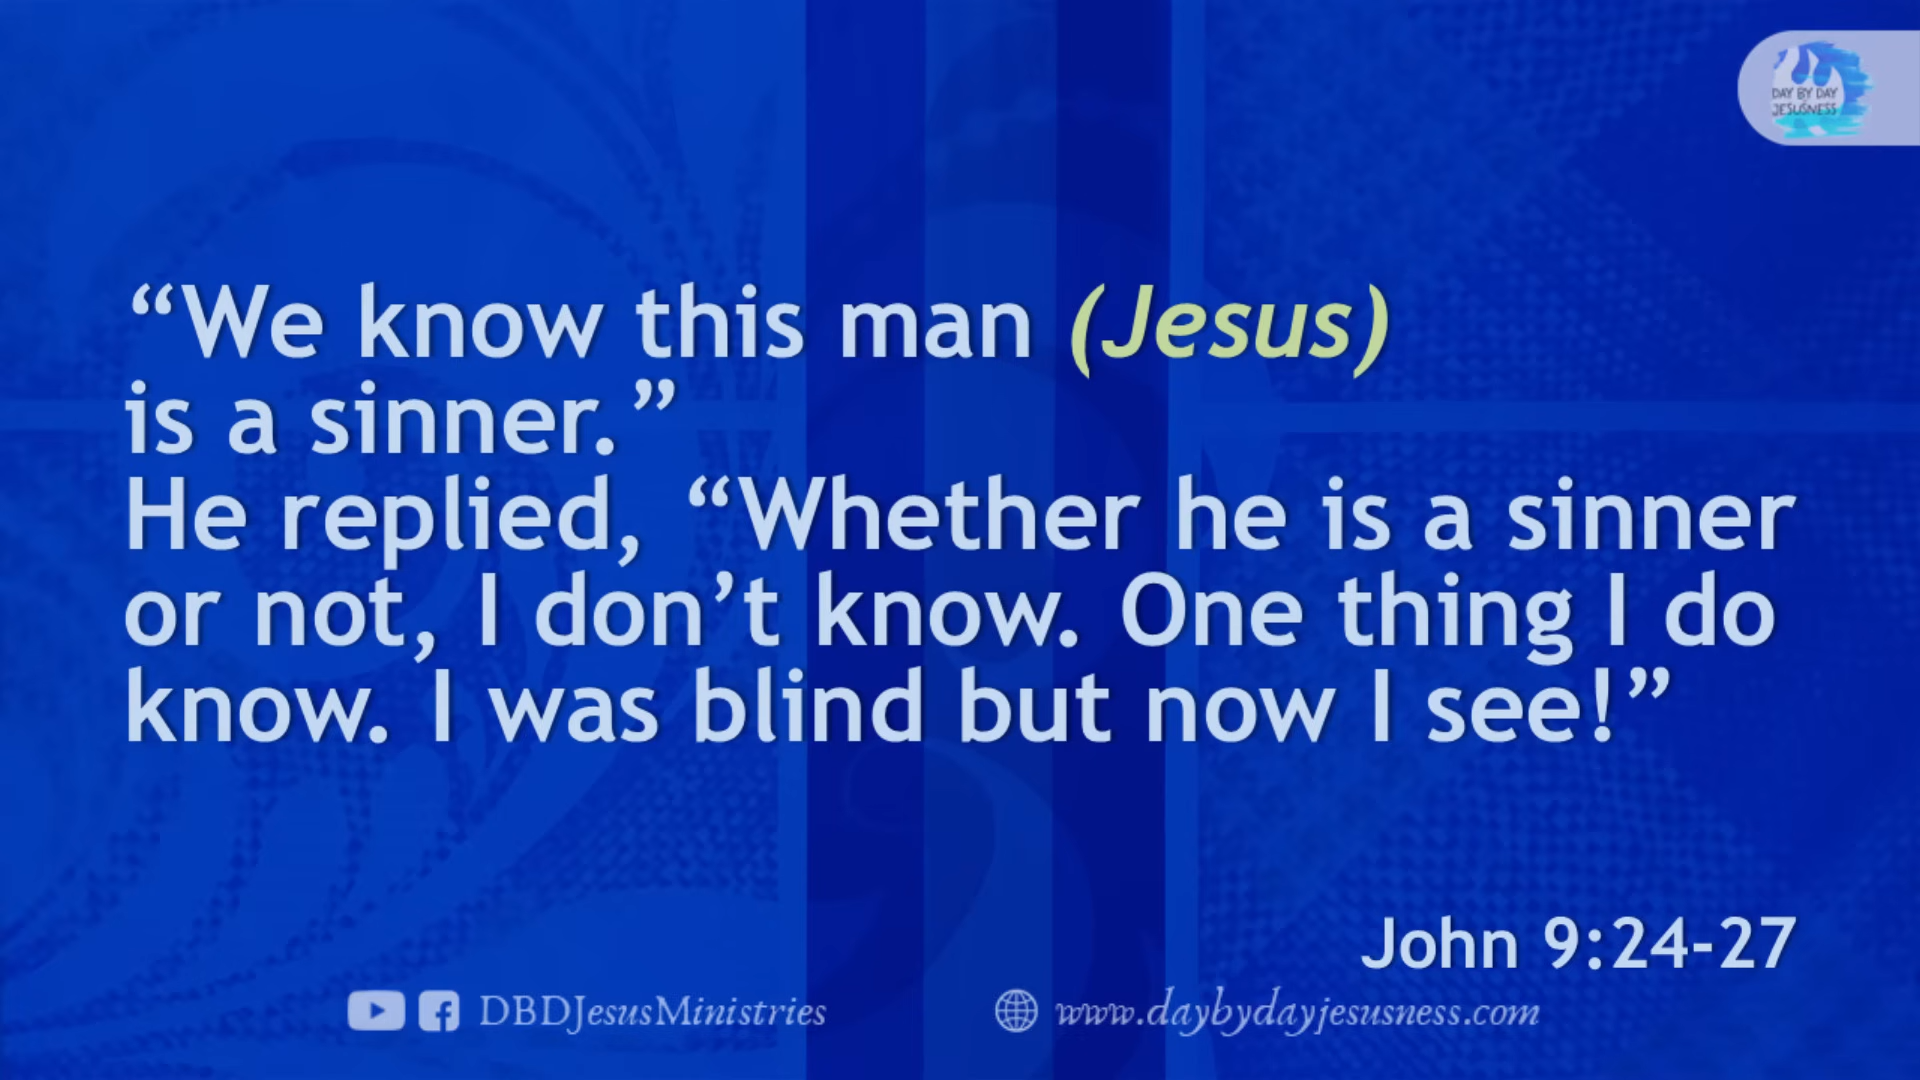 DAY BY DAY
JESUSNESS
“We know this man (Jesus)
is a sinner.”
He replied, “Whether he is a sinner
or not, I don’t know. One thing I do
know. I was blind but now I see!”
John 9:24-27
DBDJesusMinistries
www.daybydayjesusness.com